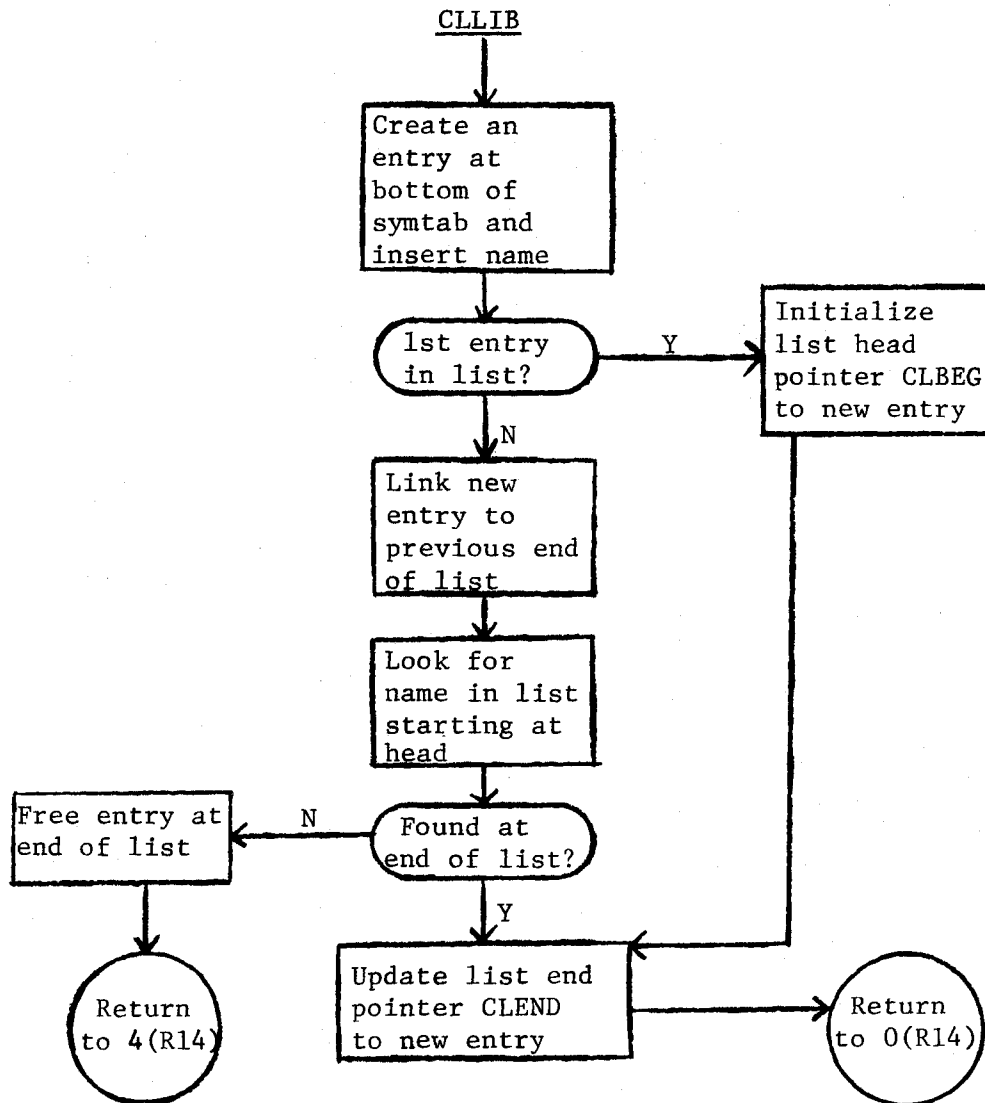 CLLIB
Create an
entry at
bottom of
symtab and
insert name
1st entry
in list?
Y
Initialize
list head
pointer CLBEG
to new entry
N
Link new
entry to
previous end
of list
Look for
name in list
starting at
head
Found at
end of list?
N
Free entry at
end of list
Y
Return
to 4(R14)
Update list end
pointer CLEND
to new entry
Return
to 0(R14)